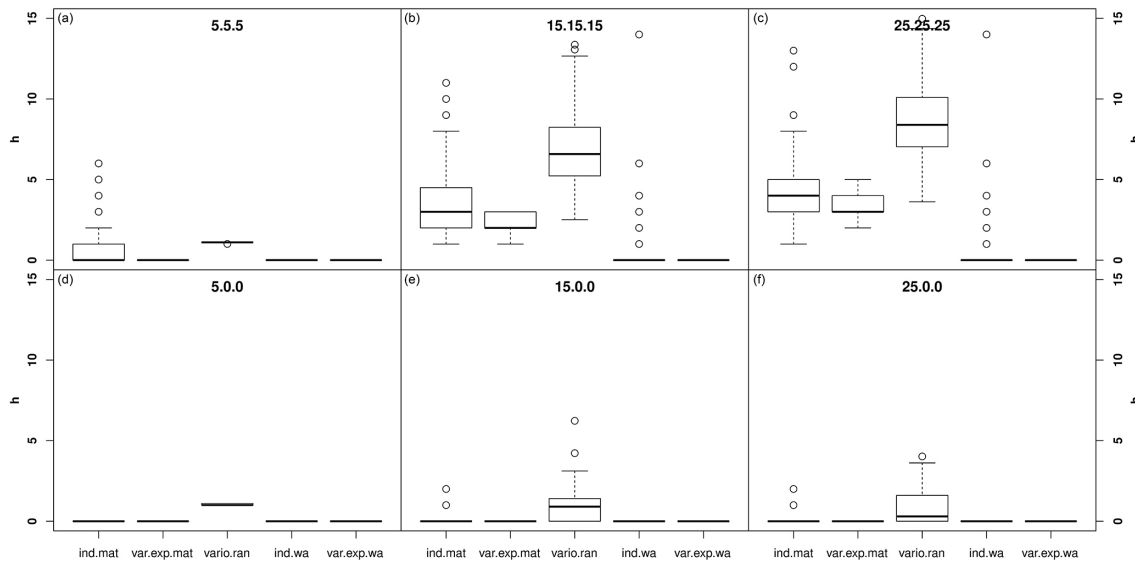 (a) 5.5.5 (b) 15.15.15 (c) 25.25.25
15 15
10 10
h h
5 5
0 0
(d) 5.0.0 (e) 15.0.0 (f) 25.0.0
15 15
10 10
h h
5 5
0 0
ind.mat var.exp.mat vario.ran ind.wa var.exp.wa ind.mat var.exp.mat vario.ran ind.wa var.exp.wa ind.mat var.exp.mat vario.ran ind.wa var.exp.wa